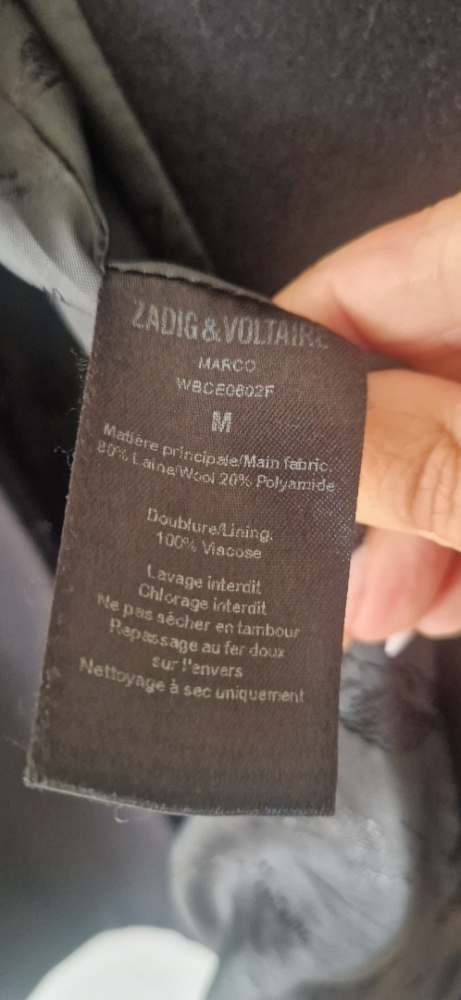 ZADIG & VOLTAIRE
MARCO
WBCE0602F
M
Matière principale/Main fabric.
80% Laine/Wool 20% Polyamide
Doublure/Lining.
100% Viscose
Lavage interdit
Chlorage interdit
Ne pas sécher en tambour
Repassage au fer doux
sur l'envers
Nettoyage à sec uniquement